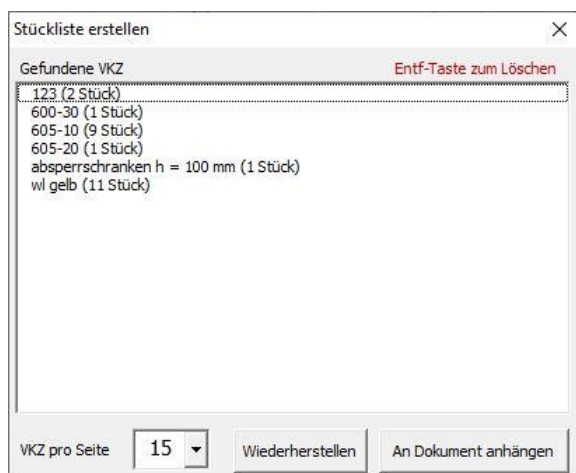 Stückliste erstellen
Gefundene VKZ Entf-Taste zum Löschen
123 (2 Stück)
600-30 (1 Stück)
605-10 (9 Stück)
605-20 (1 Stück)
absperrschranken h = 100 mm (1 Stück)
wl gelb (11 Stück)
VKZ pro Seite 15 Wiederherstellen An Dokument anhängen